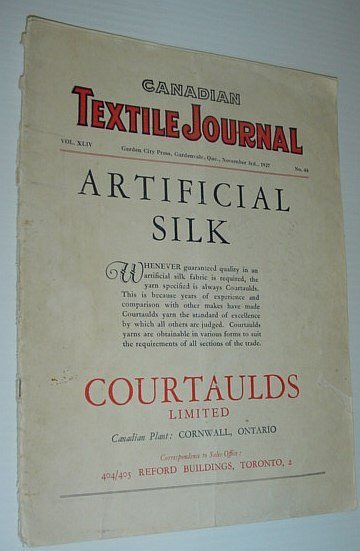 CANADIAN
TEXTILE JOURNAL
VOL. XLIV Garden City Press, Gardenvale, Que., November 3rd., 1927 No. 44
ARTIFICIAL
SILK
WHENEVER guaranteed quality in an
artificial silk fabric is required, the
yarn specified is always Courtaulds.
This is because years of experience and
comparison with other makes have made
Courtaulds yarn the standard of excellence
by which all others are judged. Courtaulds
yarns are obtainable in various forms to suit
the requirements of all sections of the trade.
COURTAULDS
LIMITED
Canadian Plant: CORNWALL, ONTARIO
Correspondence to Sales Office:
404/405 REFORD BUILDINGS, TORONTO, 2